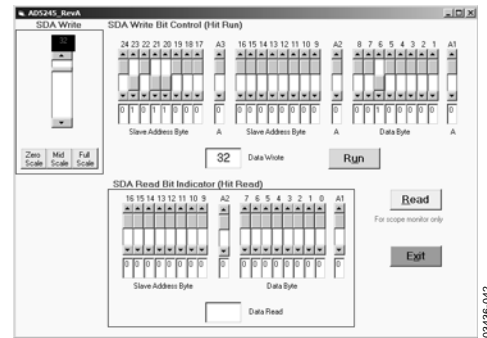 AD5245_RevA
SDA Write
SDA Write Bit Control (Hit Run)
32
24 23 22 21 20 19 18 17 A3 16 15 14 13 12 11 10 9 A2 8 7 6 5 4 3 2 1 A1
0 1 0 1 1 0 0 0 0 0 0 0 0 0 0 0 0 0 0 0 1 0 0 0 0 0 0
Slave Address Byte A Slave Address Byte A Data Byte A
Zero Scale
Mid Scale
Full Scale
32 Data Wrote
Run
SDA Read Bit Indicator (Hit Read)
16 15 14 13 12 11 10 9 A2 7 6 5 4 3 2 1 0 A1
0 0 0 0 0 0 0 0 0 0 0 0 0 0 0 0 0 0
Slave Address Byte Data Byte
Data Read
Read
For scope monitor only
Exit
03436-042